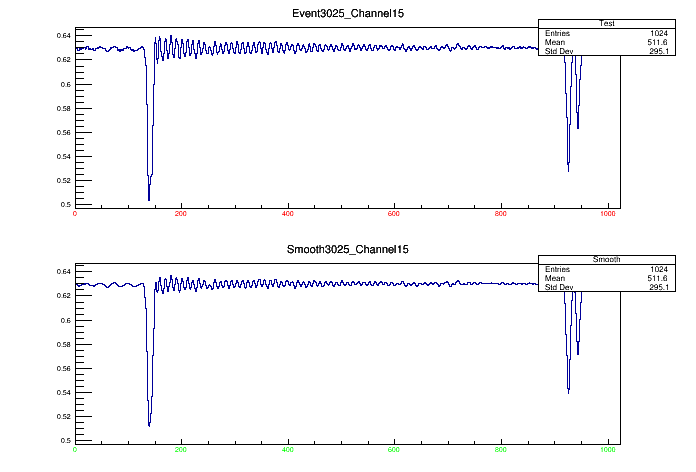 Event3025_Channel15
Test
Entries 1024
Mean 511.6
Std Dev 295.1
0.64
0.62
0.6
0.58
0.56
0.54
0.52
0.5
0 200 400 600 800 1000
Smooth3025_Channel15
Smooth
Entries 1024
Mean 511.6
Std Dev 295.1
0.64
0.62
0.6
0.58
0.56
0.54
0.52
0.5
0 200 400 600 800 1000